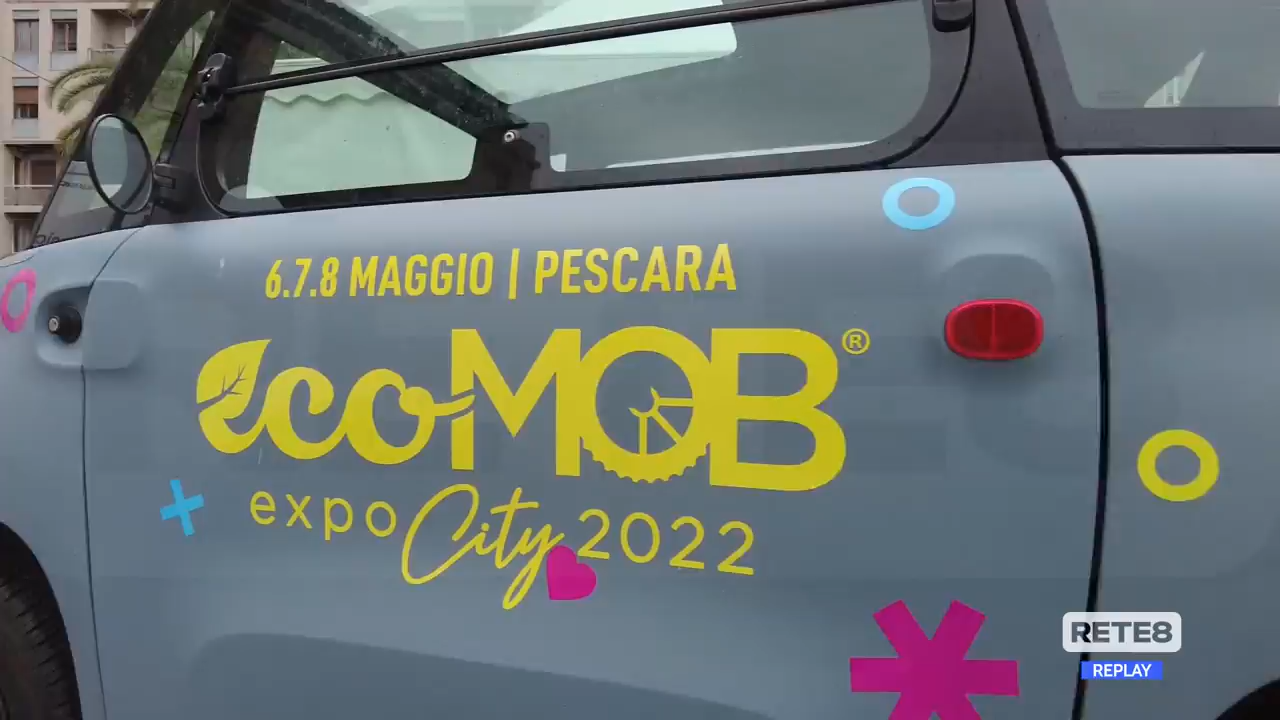 6.7.8 MAGGIO | PESCARA
ecoMOB®
expo City 2022
RETE8
REPLAY